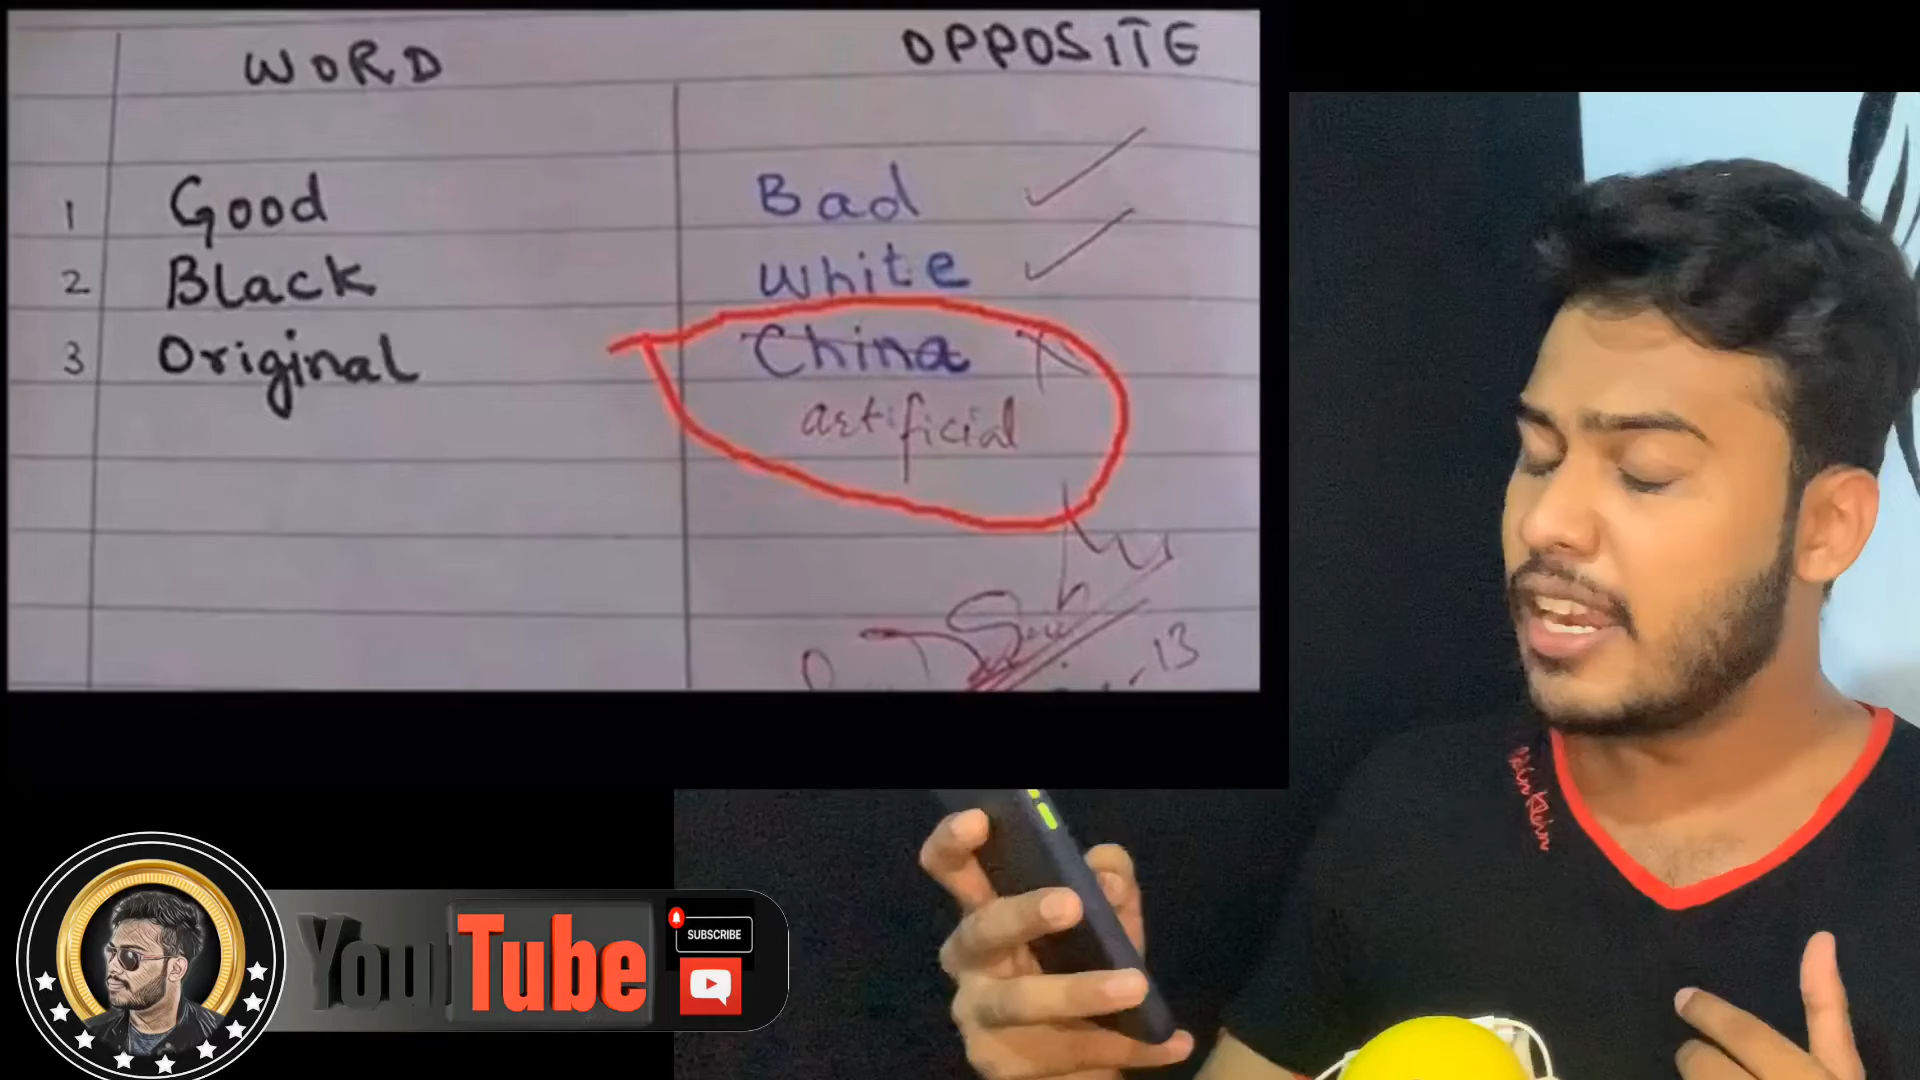 WORD OPPOSITE
1 Good Bad
2 Black White
3 Original China
artificial
13
YouTube
SUBSCRIBE